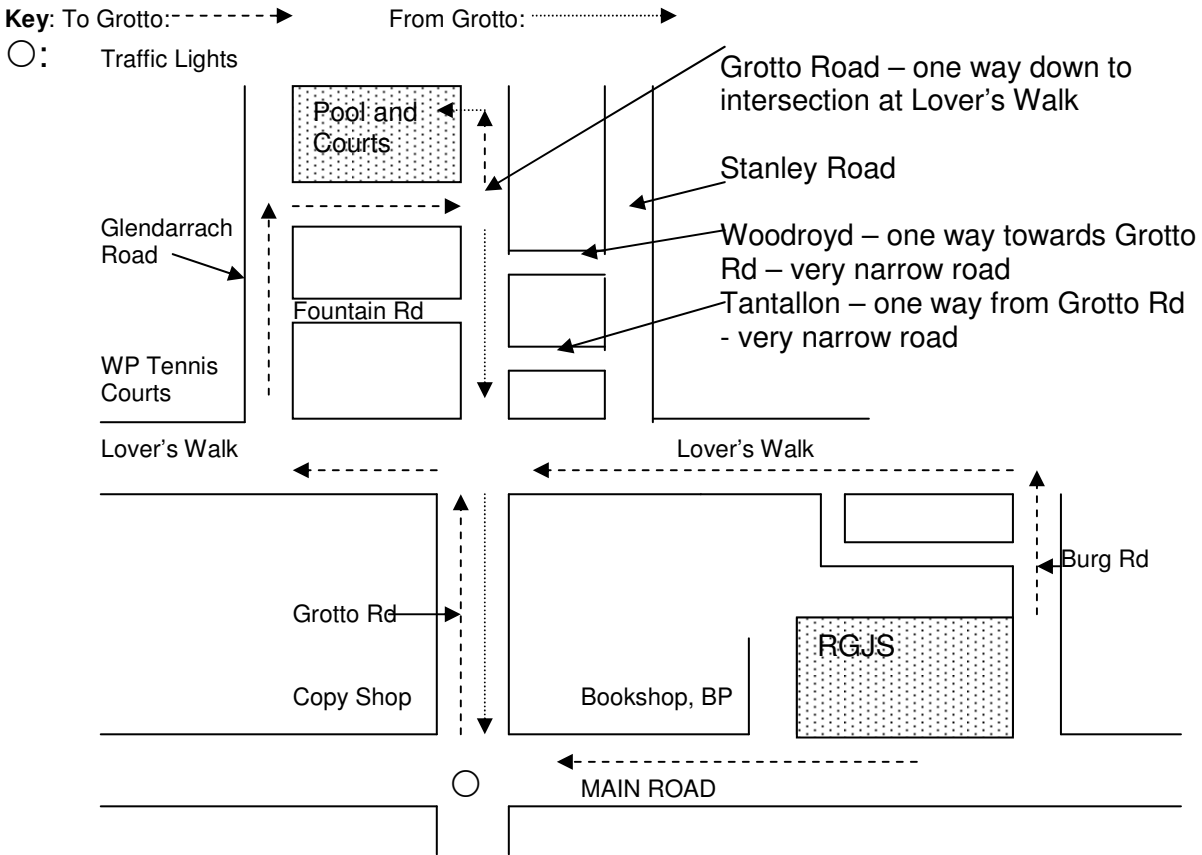 Key: To Grotto: From Grotto:
: Traffic Lights
Grotto Road – one way down to
intersection at Lover's Walk
Pool and
Courts
Stanley Road
Glendarrach
Road
Woodroyd – one way towards Grotto
Rd – very narrow road
Tantallon – one way from Grotto Rd
- very narrow road
Fountain Rd
WP Tennis
Courts
Lover's Walk
Lover's Walk
Burg Rd
Grotto Rd
RGJS
Copy Shop
Bookshop, BP
MAIN ROAD